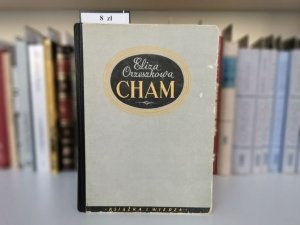 8 zł
Eliza
Orzeszkowa
CHAM
KSIĄŻKA I WIEDZA